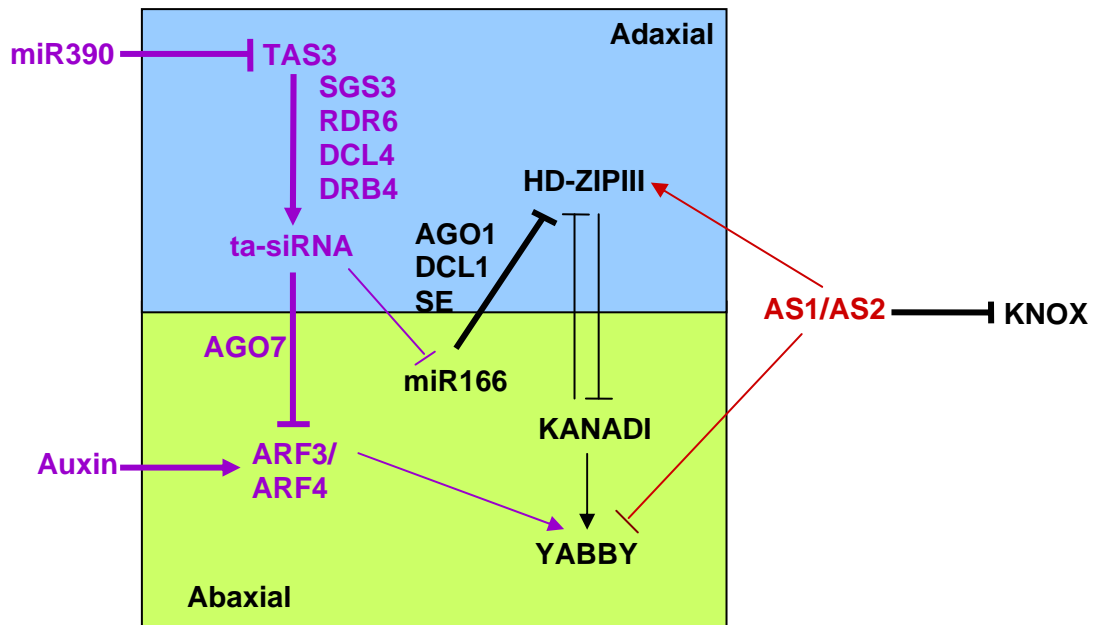 Adaxial
miR390
TAS3
SGS3
RDR6
DCL4
DRB4
HD-ZIPIII
ta-siRNA
AGO1
DCL1
SE
AS1/AS2
KNOX
AGO7
miR166
KANADI
Auxin
ARF3/
ARF4
YABBY
Abaxial